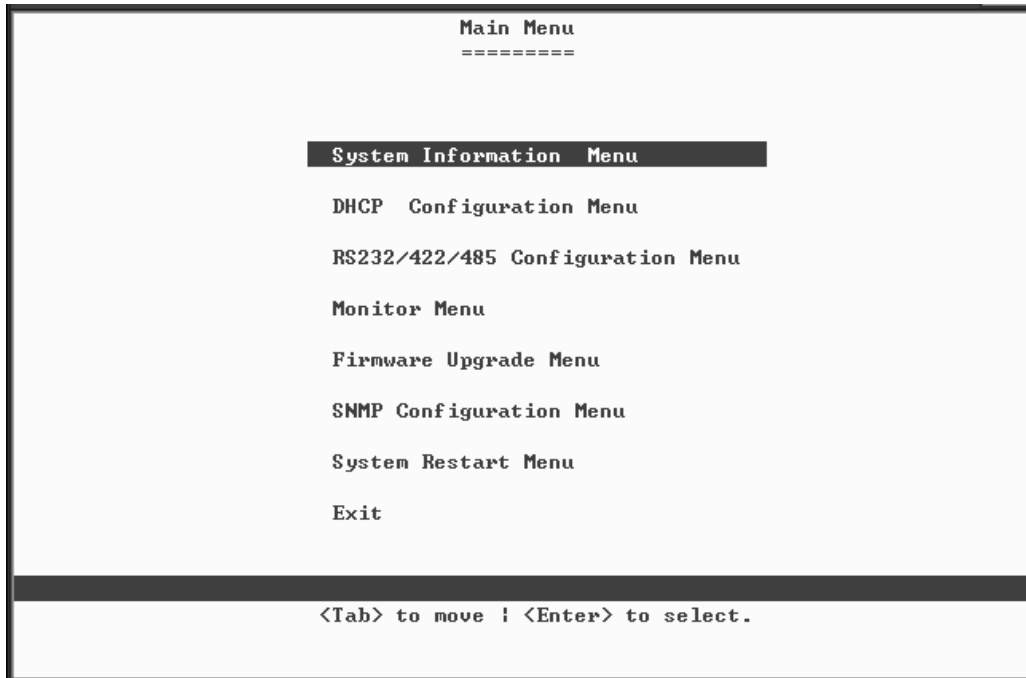 Main Menu
=========
System Information  Menu
DHCP  Configuration Menu
RS232/422/485 Configuration Menu
Monitor Menu
Firmware Upgrade Menu
SNMP Configuration Menu
System Restart Menu
Exit
<Tab> to move ¦ <Enter> to select.